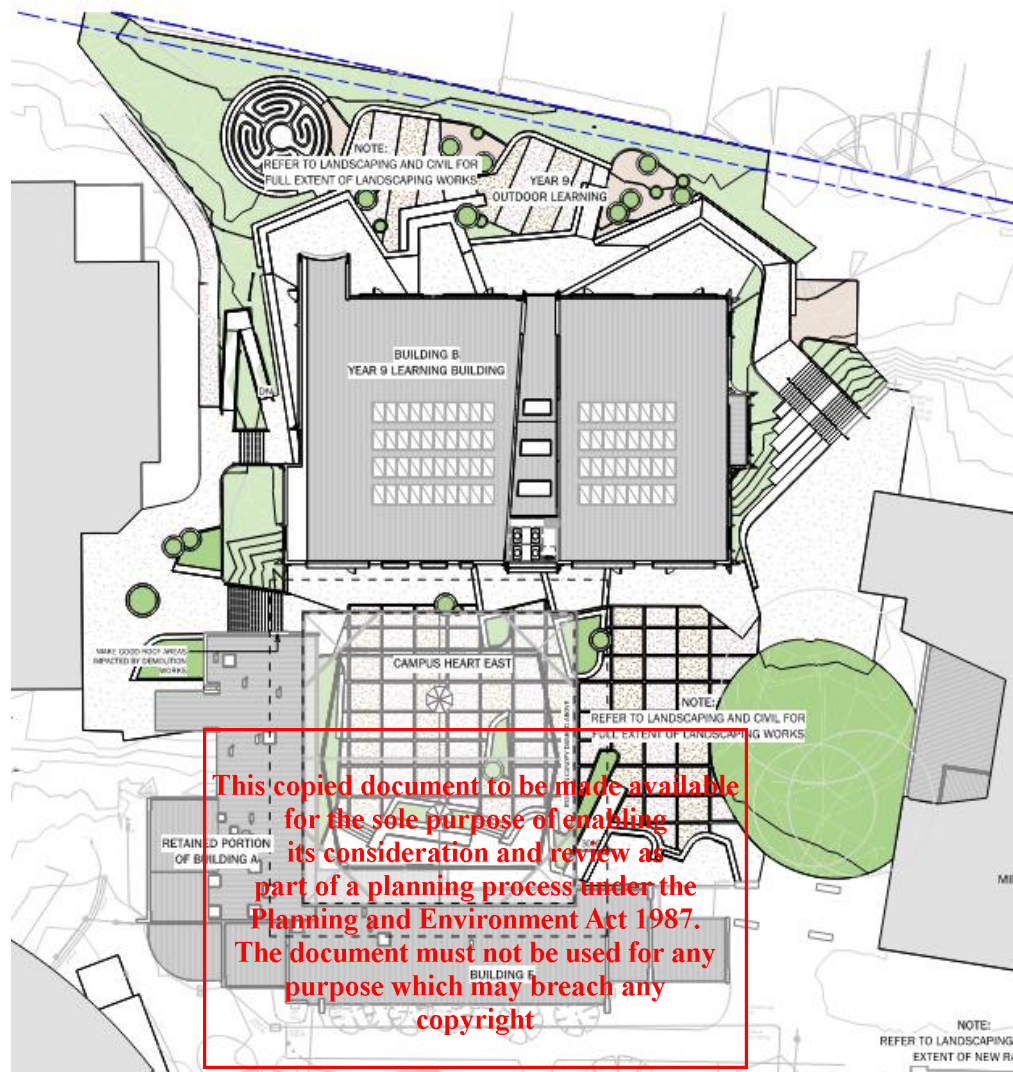 NOTE:
REFER TO LANDSCAPING AND CIVIL FOR
FULL EXTENT OF LANDSCAPING WORKS
YEAR 9
OUTDOOR LEARNING
BUILDING B
YEAR 9 LEARNING BUILDING
DN
MAKE GOOD ROOF AREAS
IMPACTED BY DEMOLITION
WORKS
CAMPUS HEART EAST
NOTE:
REFER TO LANDSCAPING AND CIVIL FOR
FULL EXTENT OF LANDSCAPING WORKS
RETAINED PORTION
OF BUILDING A
This copied document to be made available
for the sole purpose of enabling
its consideration and review as
part of a planning process under the
Planning and Environment Act 1987.
The document must not be used for any
purpose which may breach any
copyright
BUILDING E
MI
NOTE:
REFER TO LANDSCAPING
EXTENT OF NEW RA